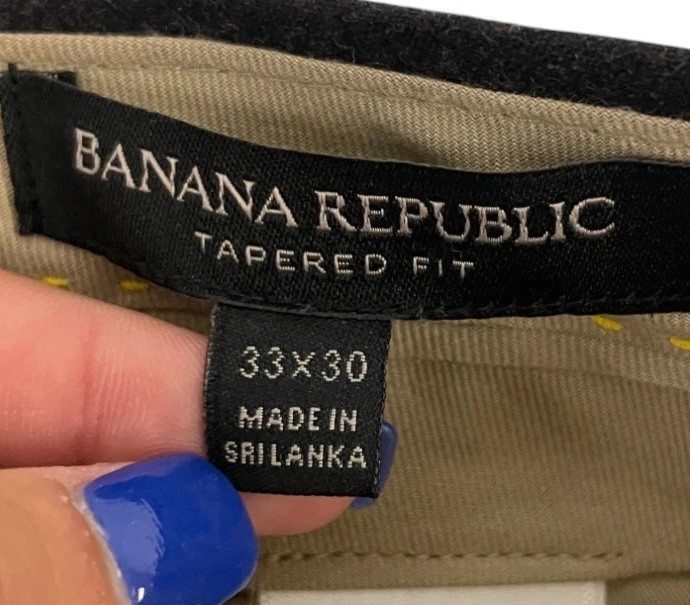 BANANA REPUBLIC
TAPERED FIT
33X30
MADE IN
SRI LANKA